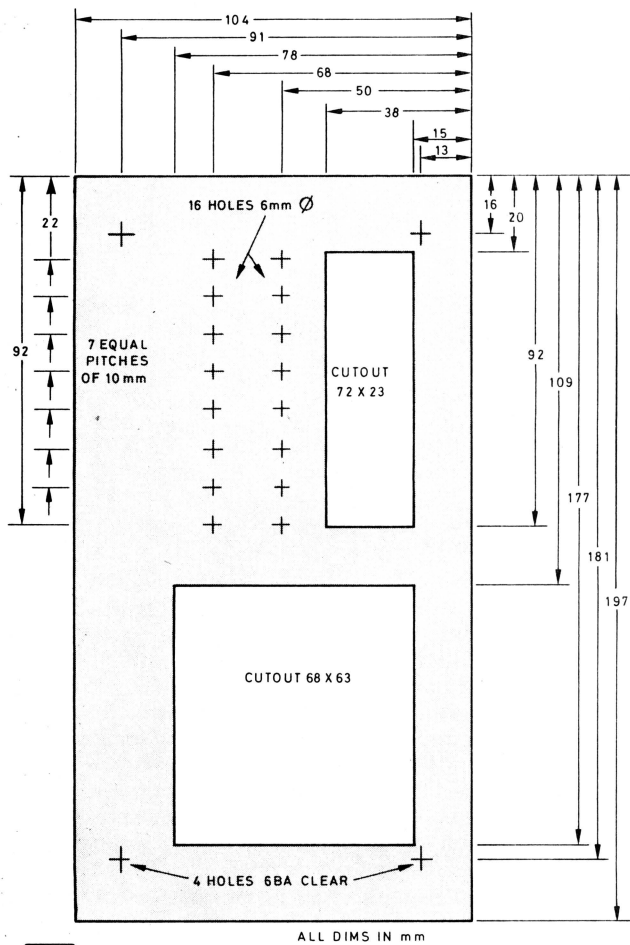 104
91
78
68
50
38
15
13
22
16 HOLES 6mm Ø
16
20
92
7 EQUAL
PITCHES
OF 10mm
CUTOUT
72 X 23
92
109
177
181
197
CUTOUT 68 X 63
4 HOLES 6BA CLEAR
ALL DIMS IN mm